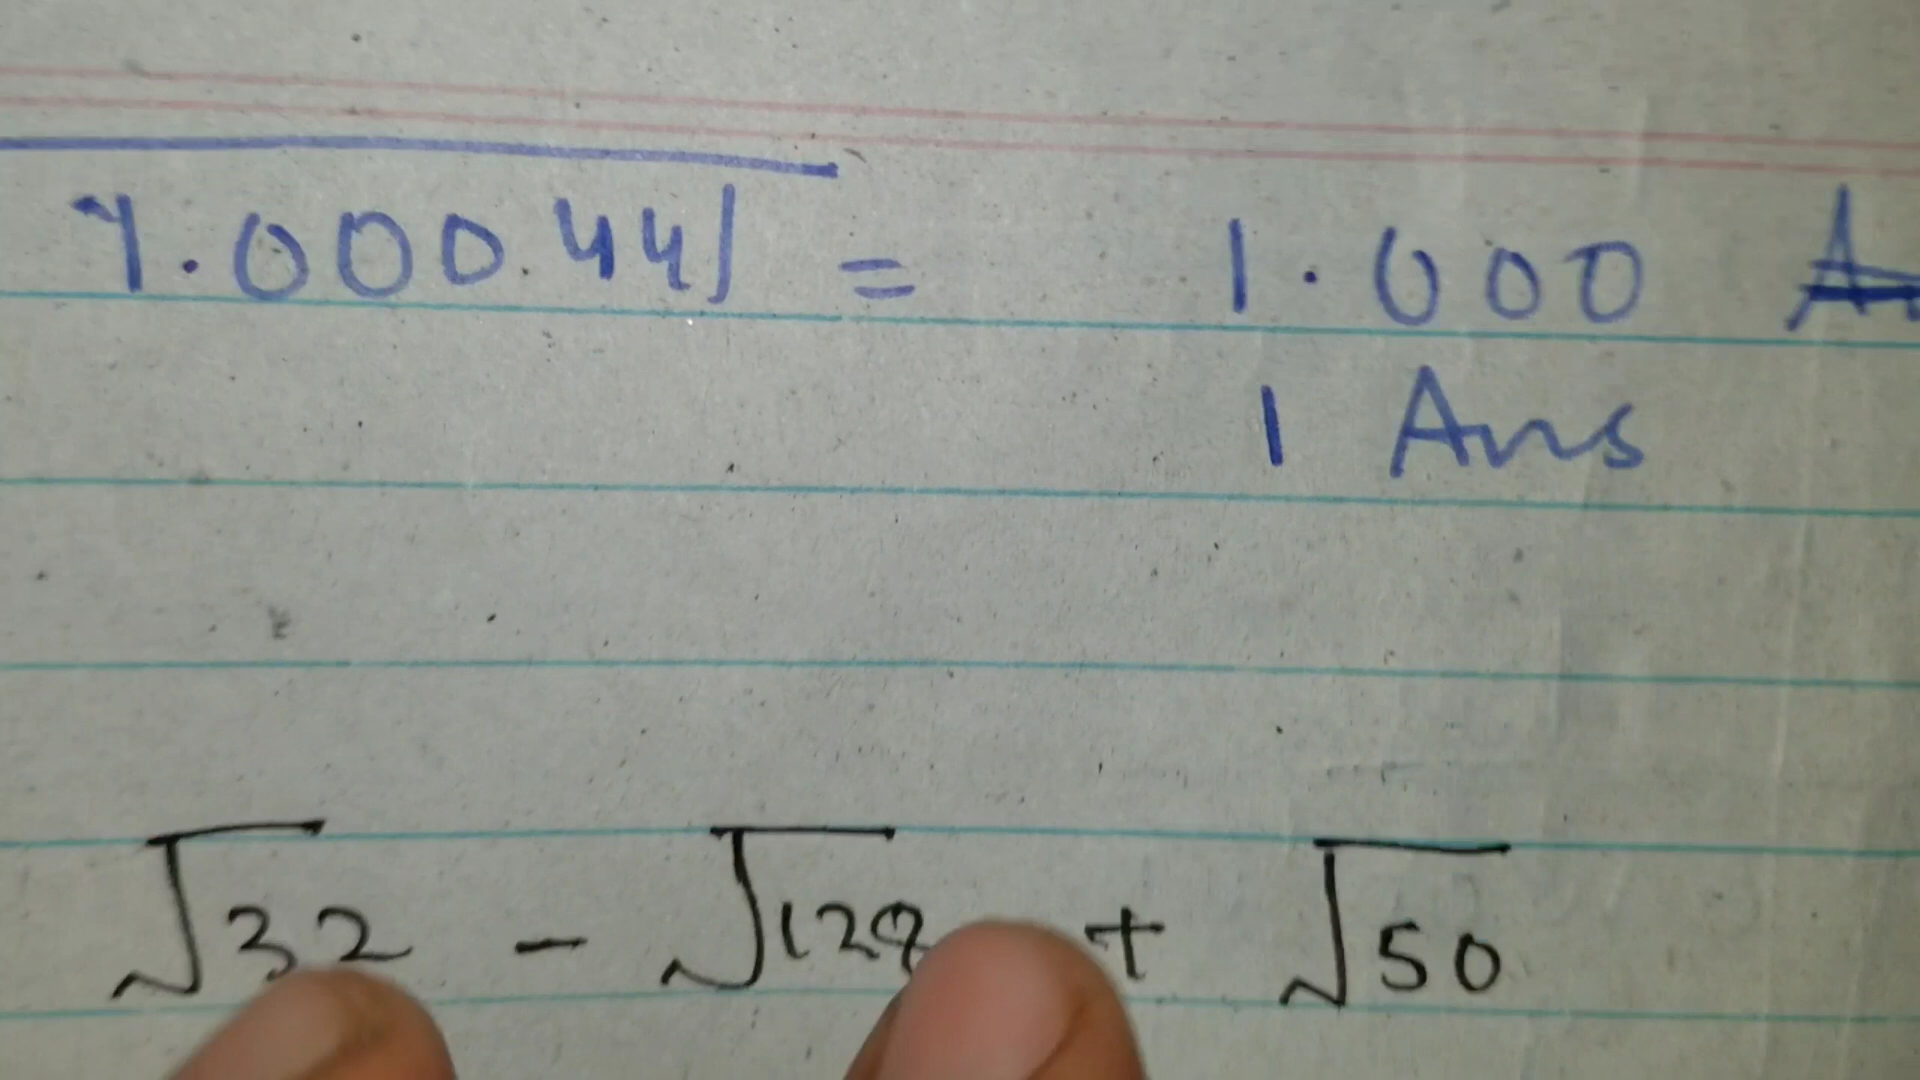 1.000441 = 1.000
1 Ans
√32 - √128 + √50